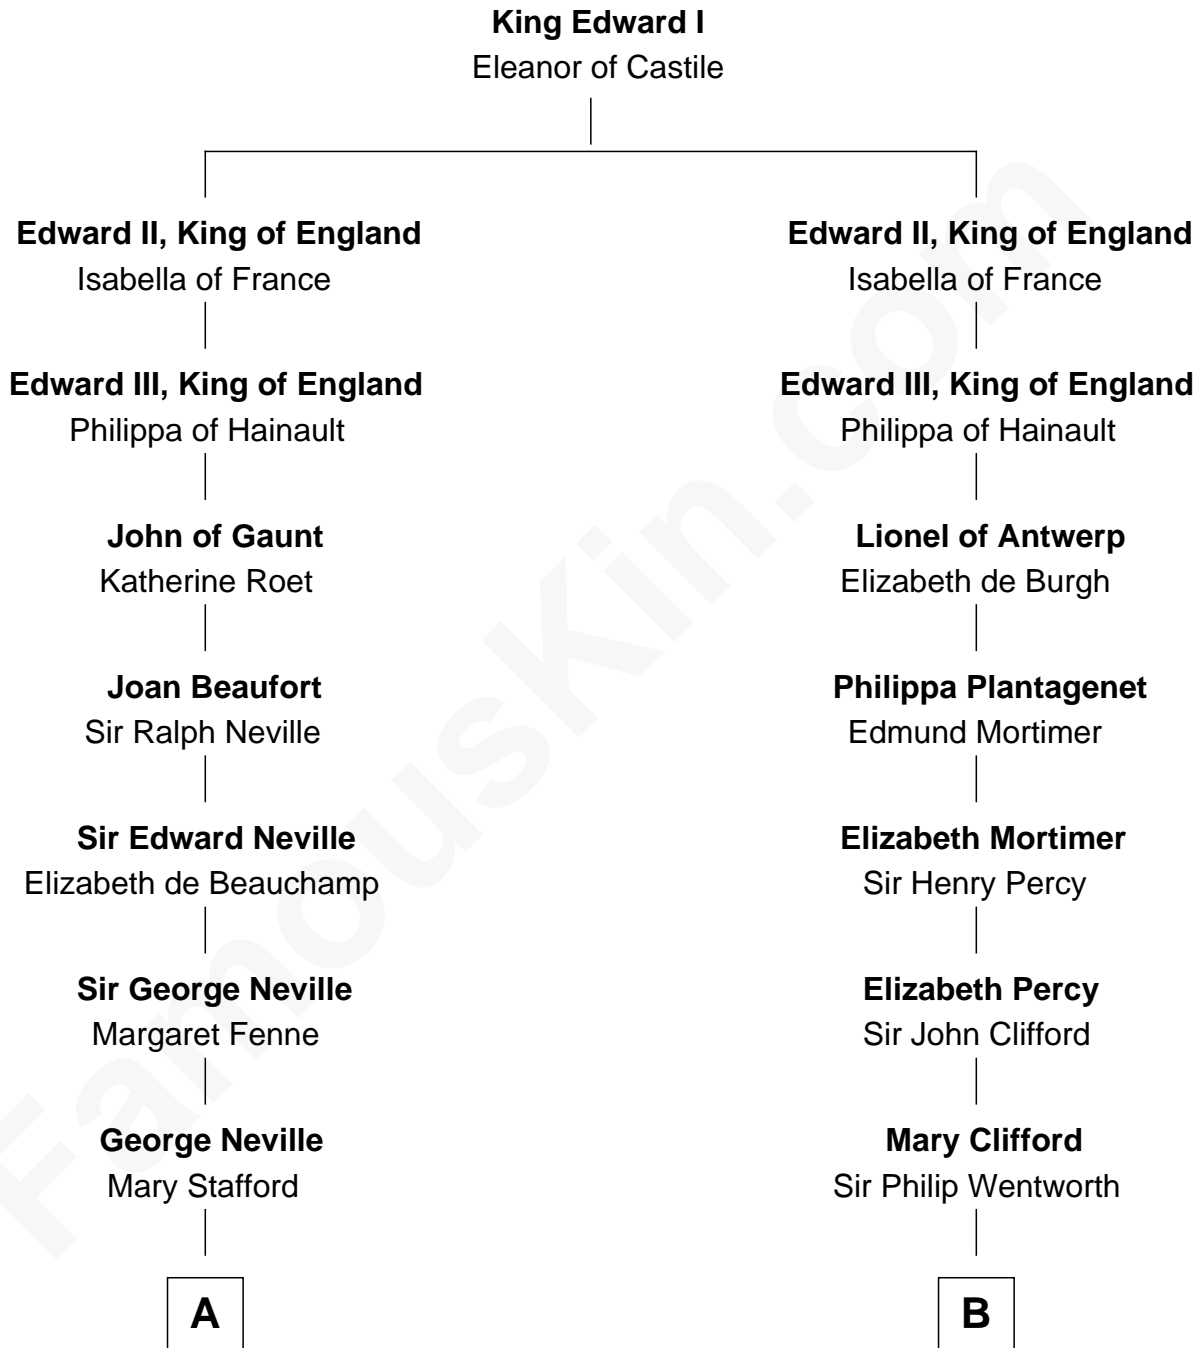 King Edward I
Eleanor of Castile
Edward II, King of England
Isabella of France
Edward III, King of England
Philippa of Hainault
John of Gaunt
Katherine Roet
Joan Beaufort
Sir Ralph Neville
Sir Edward Neville
Elizabeth de Beauchamp
Sir George Neville
Margaret Fenne
George Neville
Mary Stafford
A
Edward II, King of England
Isabella of France
Edward III, King of England
Philippa of Hainault
Lionel of Antwerp
Elizabeth de Burgh
Philippa Plantagenet
Edmund Mortimer
Elizabeth Mortimer
Sir Henry Percy
Elizabeth Percy
Sir John Clifford
Mary Clifford
Sir Philip Wentworth
B
FamousKin.com